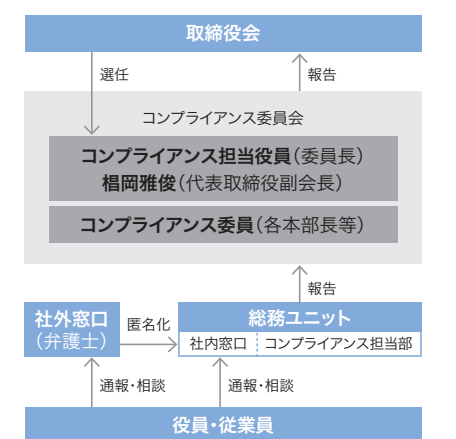 取締役会
選任
報告
コンプライアンス委員会
コンプライアンス担当役員(委員長)
椙岡雅俊(代表取締役副会長)
コンプライアンス委員(各本部長等)
報告
社外窓口
(弁護士)
匿名化
総務ユニット
社内窓口 コンプライアンス担当部
通報・相談
通報・相談
役員・従業員